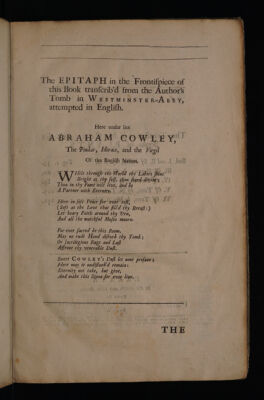 The EPITAPH in the Frontispiece of
this Book transcrib'd from the Author's
Tomb in WESTMINSTER-ABBY,
attempted in English.
Here under lies
ABRAHAM COWLEY,
The Pindar, Horace, and the Virgil
Of the English Nation.
WHile through the World thy Labors shine
Bright as thy self, thou Bard divine;
Thou in thy Fame wilt live, and be
A Partner with Eternity.
Here in soft Peace for ever rest,
(Soft as the Love that fill'd thy Breast:)
Let hoary Faith around thy Urn,
And all the watchful Muses mourn.
For ever sacred be this Room,
May no rude Hand disturb thy Tomb;
Or sacrilegious Rage and Lust
Affront thy venerable Dust.
Sweet COWLEY's Dust let none profane;
Here may it undisturb'd remain:
Eternity not take, but give,
And make this Stone for ever live.
THE